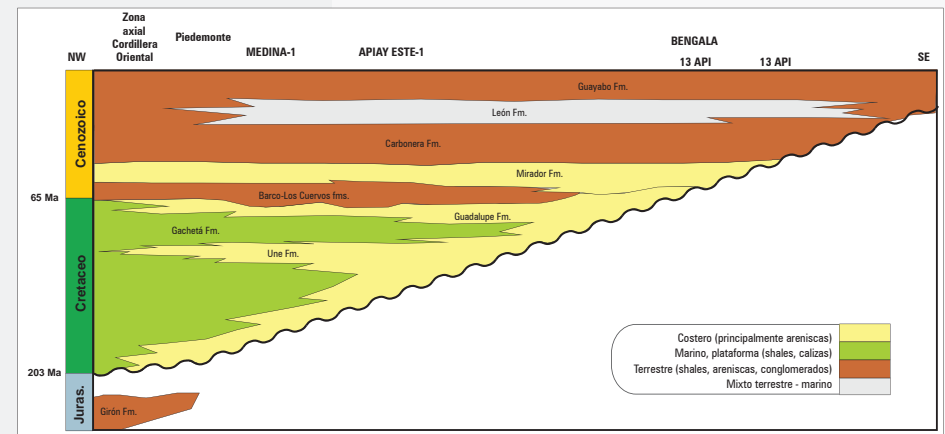 Zona
axial
Cordillera
Oriental
Piedemonte
MEDINA-1
APIAY ESTE-1
BENGALA
13 API
13 API
NW
SE
Cenozoico
65 Ma
Cretaceo
203 Ma
Juras.
Guayabo Fm.
León Fm.
Carbonera Fm.
Mirador Fm.
Barco-Los Cuervos fms.
Guadalupe Fm.
Gachetá Fm.
Une Fm.
Girón Fm.
Costero (principalmente areniscas)
Marino, plataforma (shales, calizas)
Terrestre (shales, areniscas, conglomerados)
Mixto terrestre - marino